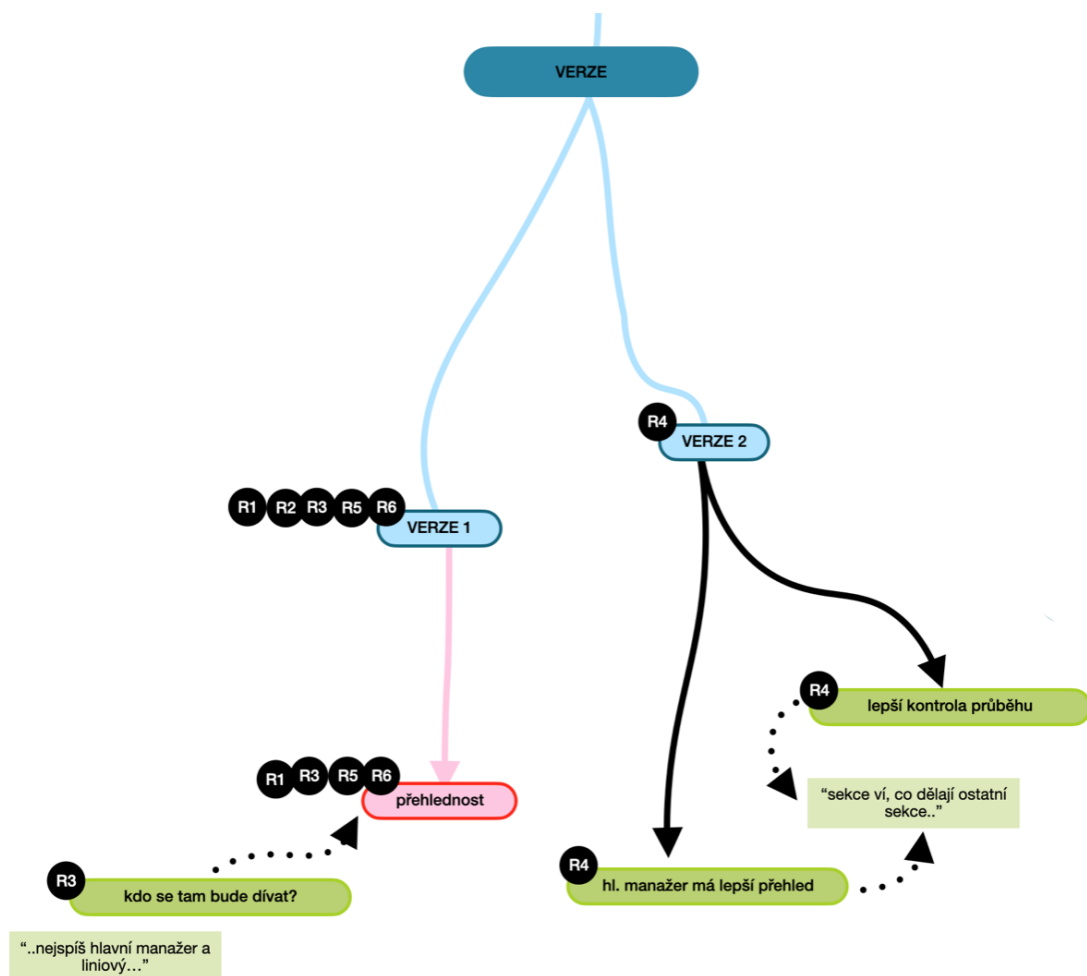 VERZE
R4
VERZE 2
R1 R2 R3 R5 R6
VERZE 1
R4
lepší kontrola průběhu
R1 R3 R5 R6
přehlednost
“sekce ví, co dělají ostatní
sekce..”
R4
hl. manažer má lepší přehled
R3
kdo se tam bude dívat?
“..nejspíš hlavní manažer a
liniový…”